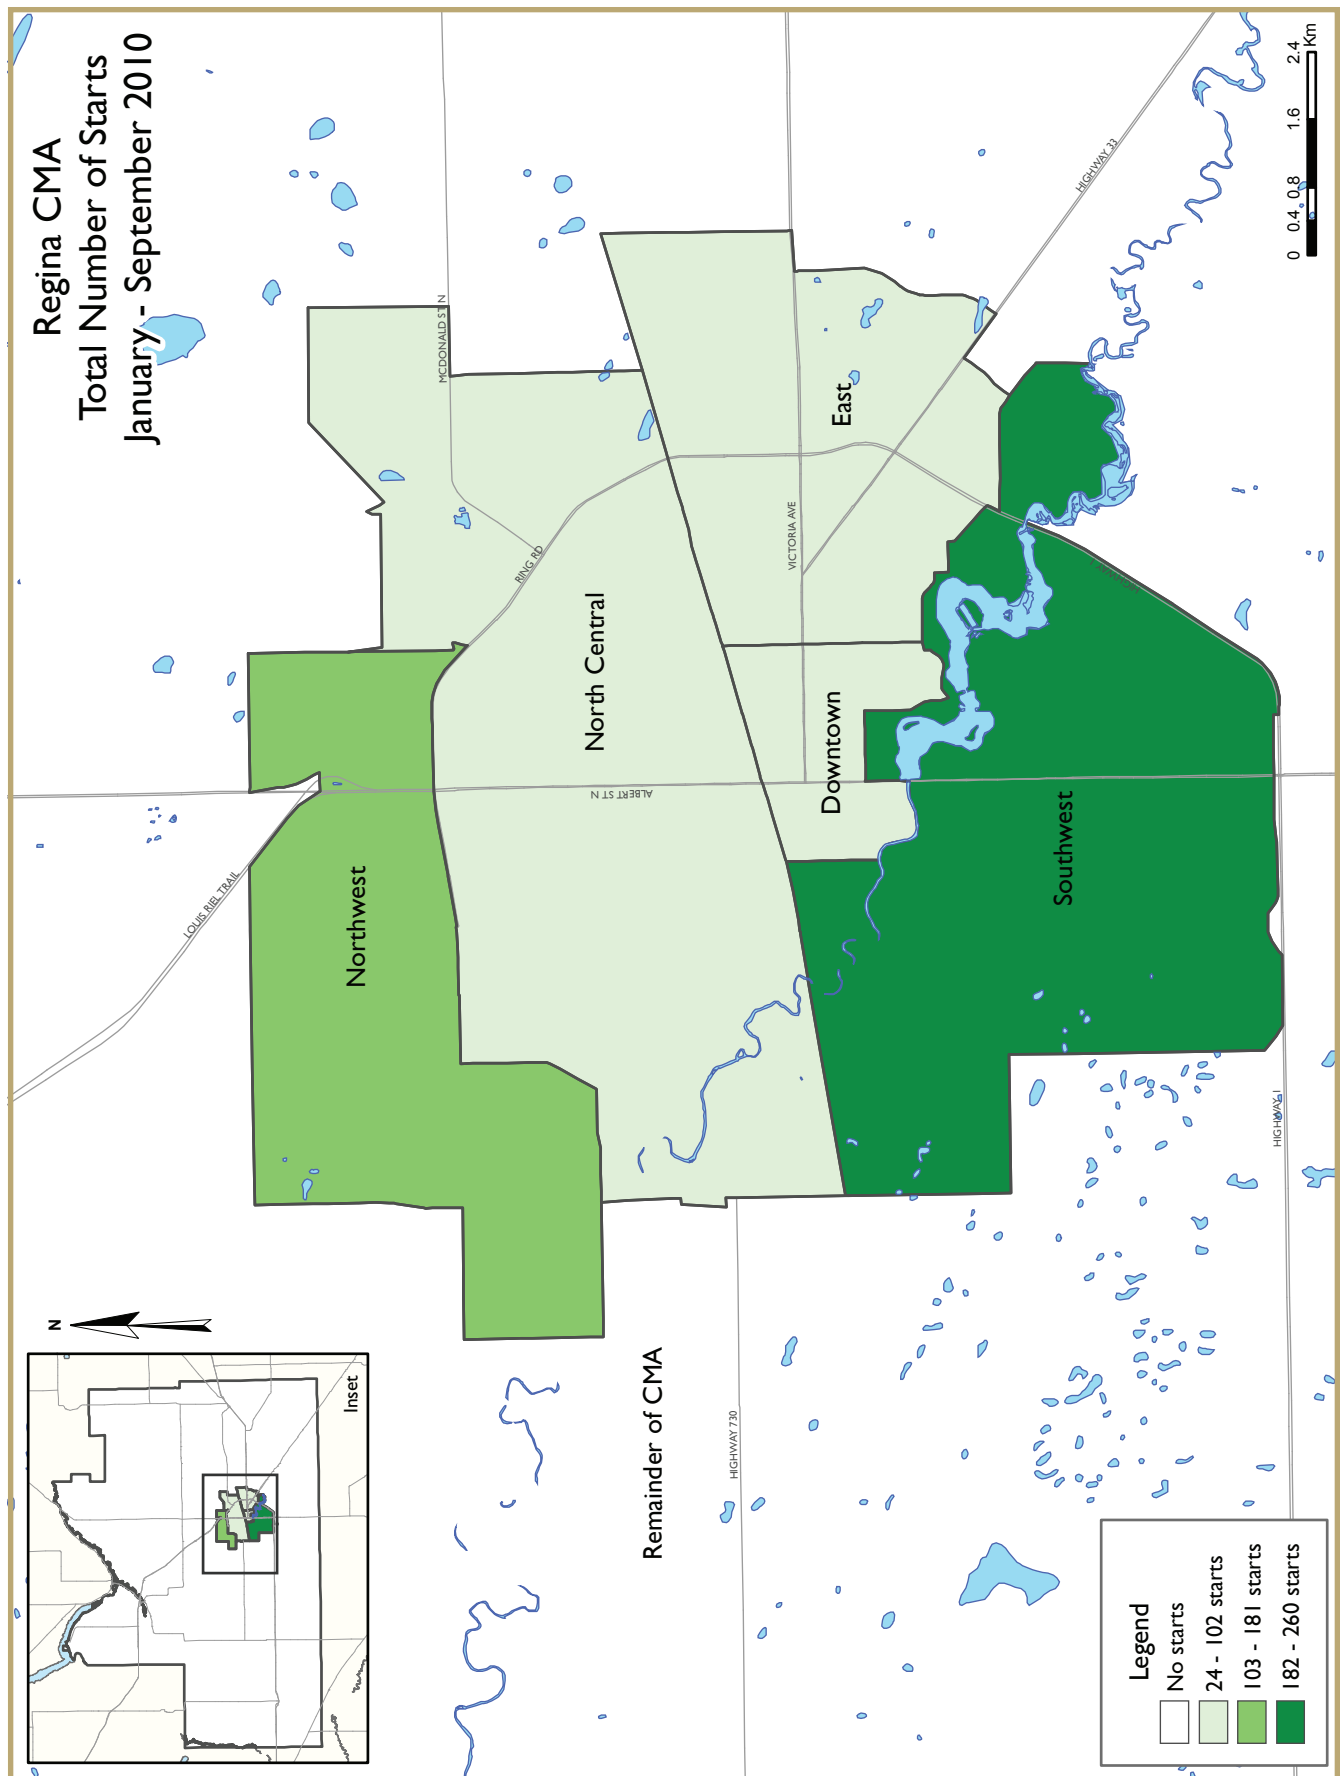 Regina CMA
Total Number of Starts
January - September 2010
N
Inset
LOUIS RIEL TRAIL
MCDONALD ST N
Northwest
RING RD
North Central
ALBERT ST N
Remainder of CMA
HIGHWAY 730
VICTORIA AVE
Downtown
East
HIGHWAY 33
Southwest
HIGHWAY 1
HIGHWAY 1
Legend
No starts
24 - 102 starts
103 - 181 starts
182 - 260 starts
0 0.4 0.8 1.6 2.4
Km